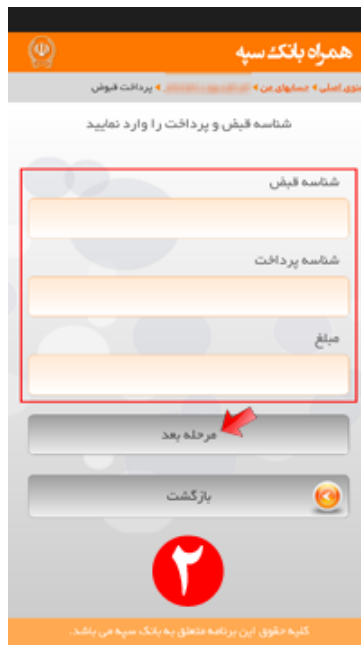 همراه بانک سپه
منوی اصلی حسابهای من پرداخت قبوض
شناسه قبض و پرداخت را وارد نمایید
شناسه قبض
شناسه پرداخت
مبلغ
مرحله بعد
بازگشت
۲
کلیه حقوق این برنامه متعلق به بانک سپه می باشد.